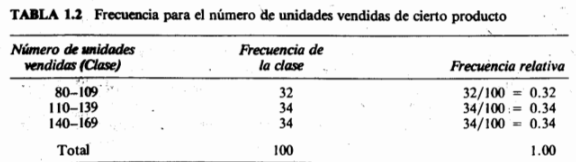 TABLA 1.2 Frecuencia para el número de unidades vendidas de cierto producto
Número de unidades vendidas (Clase) Frecuencia de la clase Frecuencia relativa
80–109 32 32/100 = 0.32
110–139 34 34/100 = 0.34
140–169 34 34/100 = 0.34
Total 100 1.00